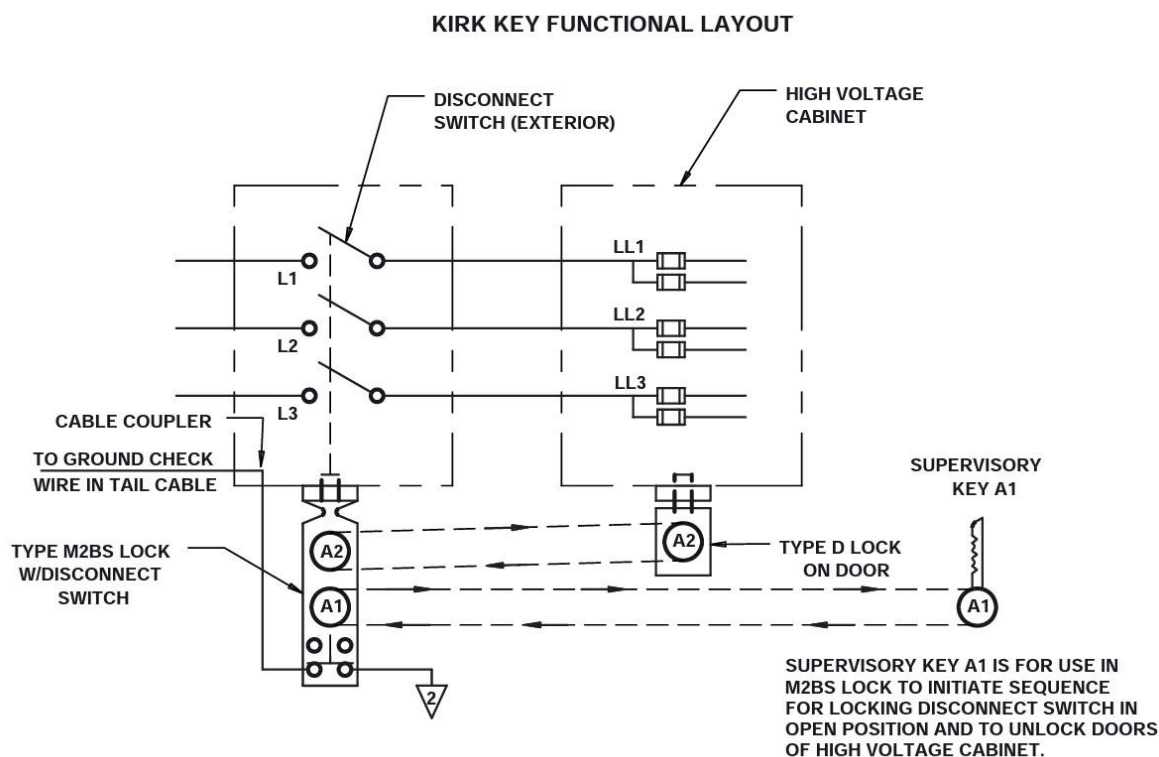 KIRK KEY FUNCTIONAL LAYOUT
DISCONNECT
SWITCH (EXTERIOR)
HIGH VOLTAGE
CABINET
LL1
L1
LL2
L2
LL3
L3
CABLE COUPLER
TO GROUND CHECK
WIRE IN TAIL CABLE
SUPERVISORY
KEY A1
TYPE M2BS LOCK
W/DISCONNECT
SWITCH
A2
A2
TYPE D LOCK
ON DOOR
A1
A1
2
SUPERVISORY KEY A1 IS FOR USE IN
M2BS LOCK TO INITIATE SEQUENCE
FOR LOCKING DISCONNECT SWITCH IN
OPEN POSITION AND TO UNLOCK DOORS
OF HIGH VOLTAGE CABINET.